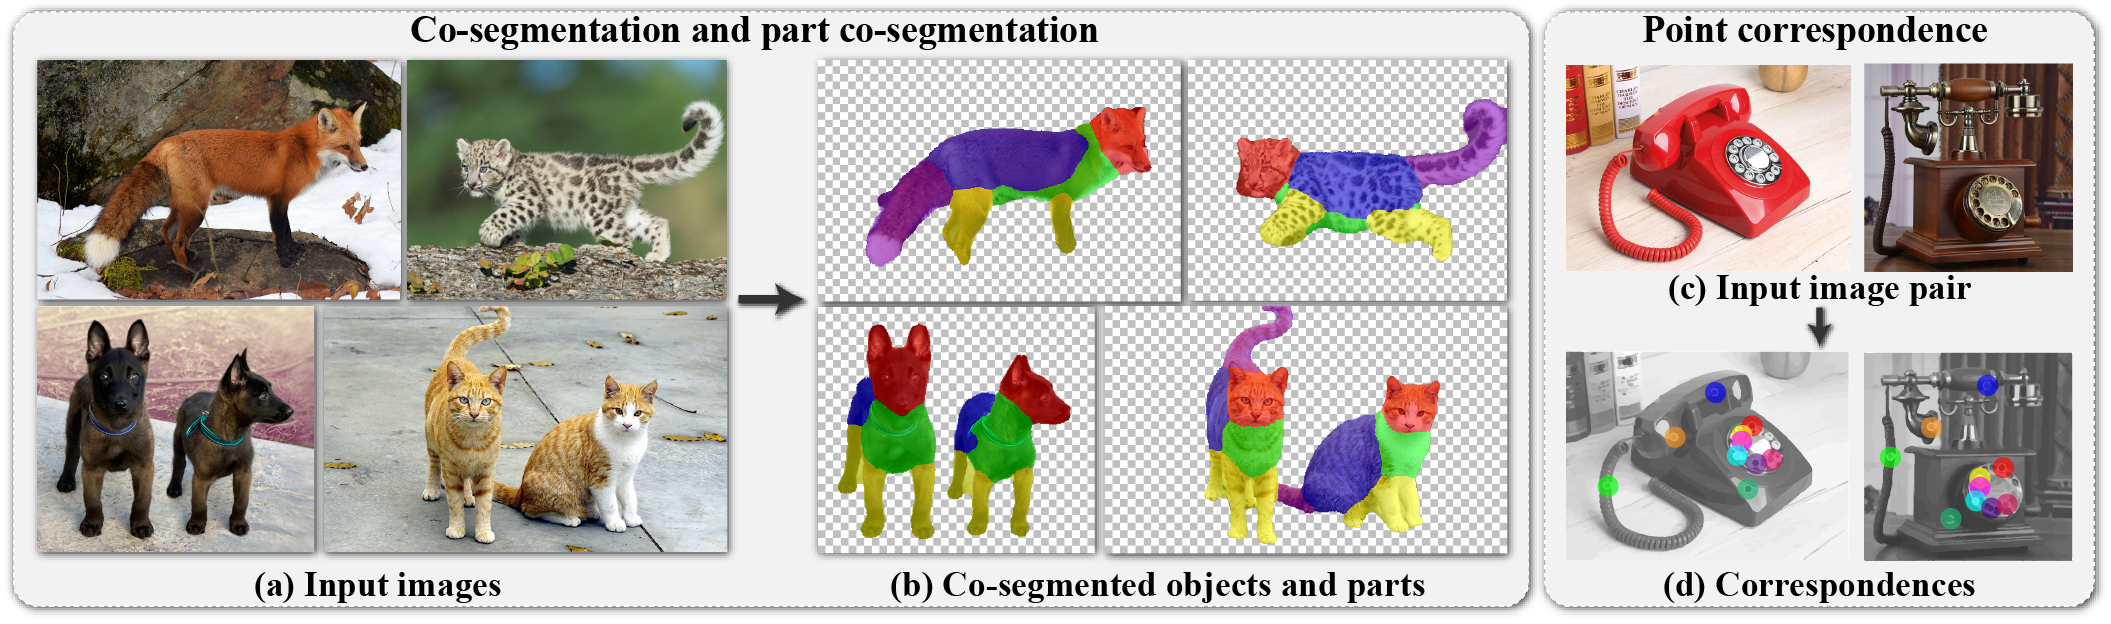 Co-segmentation and part co-segmentation
(a) Input images
(b) Co-segmented objects and parts
Point correspondence
(c) Input image pair
(d) Correspondences